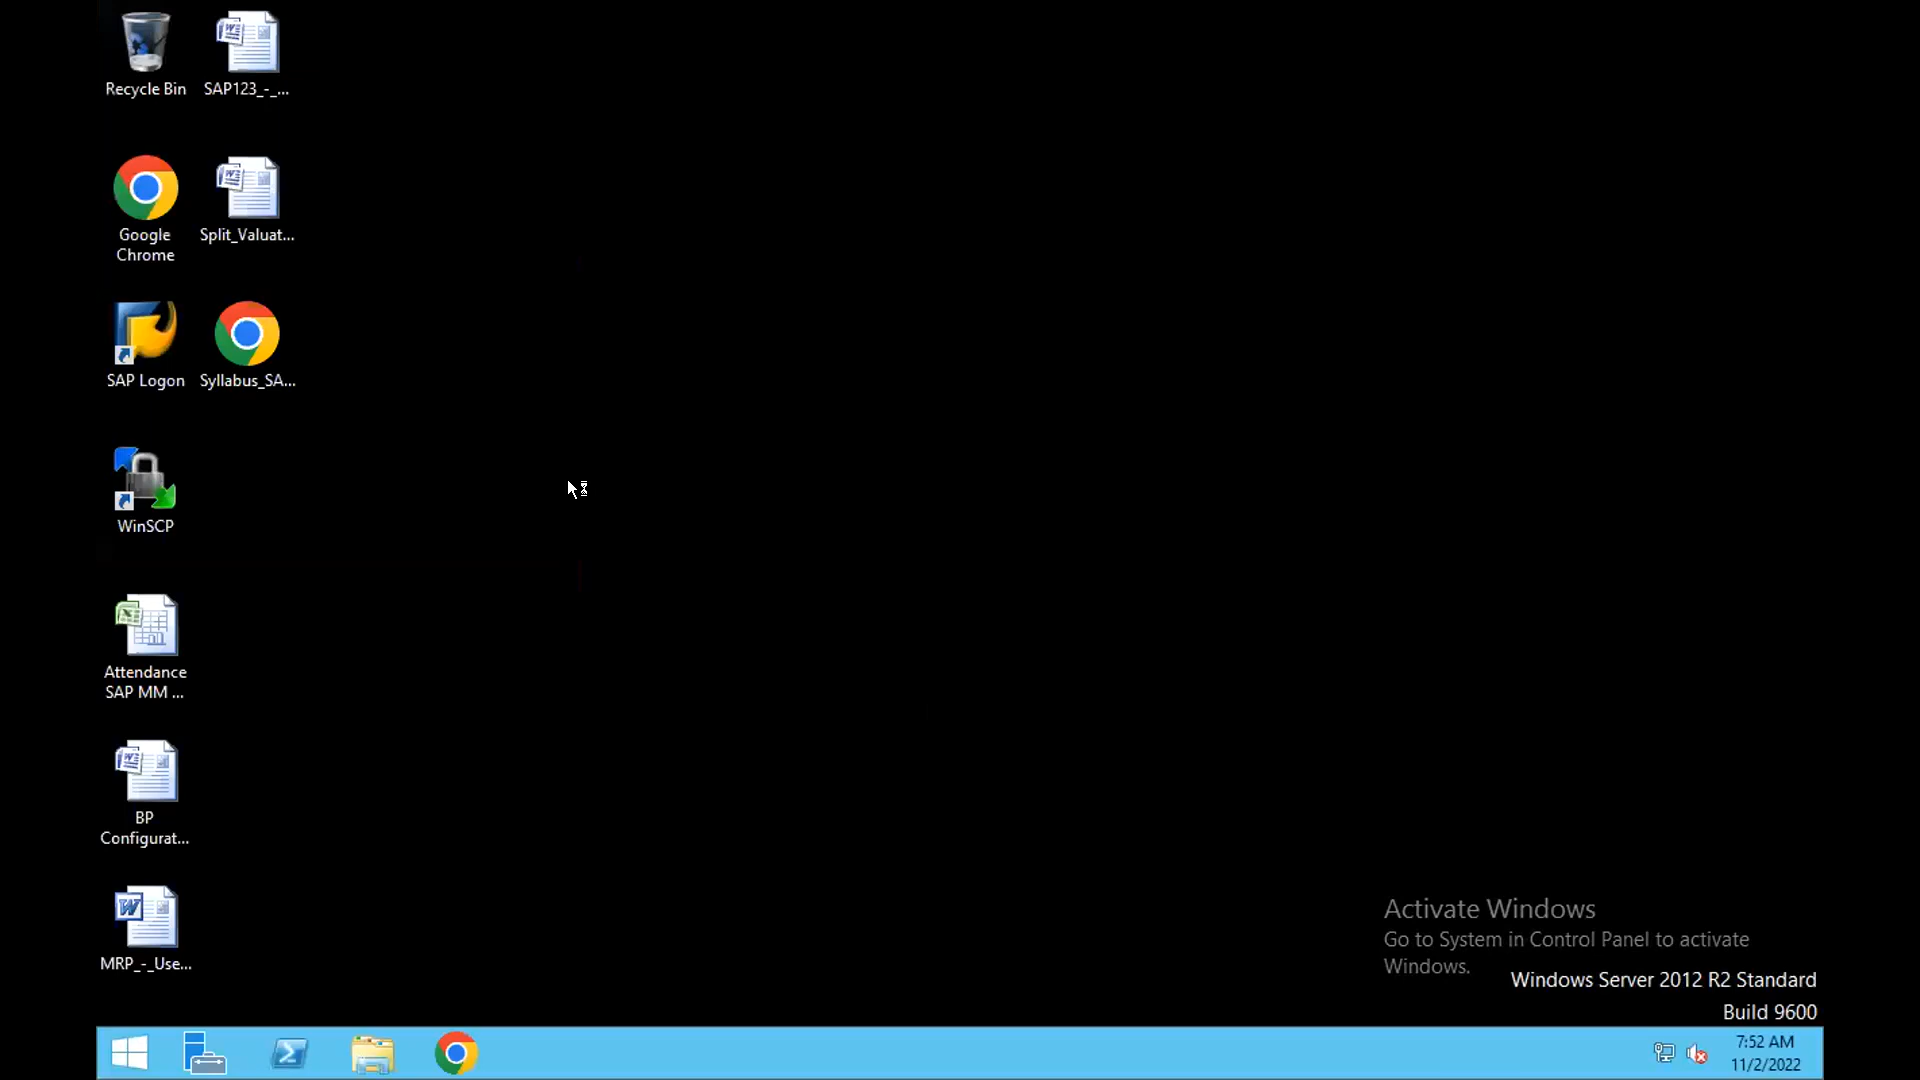 Recycle Bin
SAP123_-_...
Google
Chrome
Split_Valuat...
SAP Logon
Syllabus_SA...
WinSCP
Attendance
SAP MM ...
BP
Configurat...
MRP_-_Use...
Activate Windows
Go to System in Control Panel to activate
Windows.
Windows Server 2012 R2 Standard
Build 9600
7:52 AM
11/2/2022